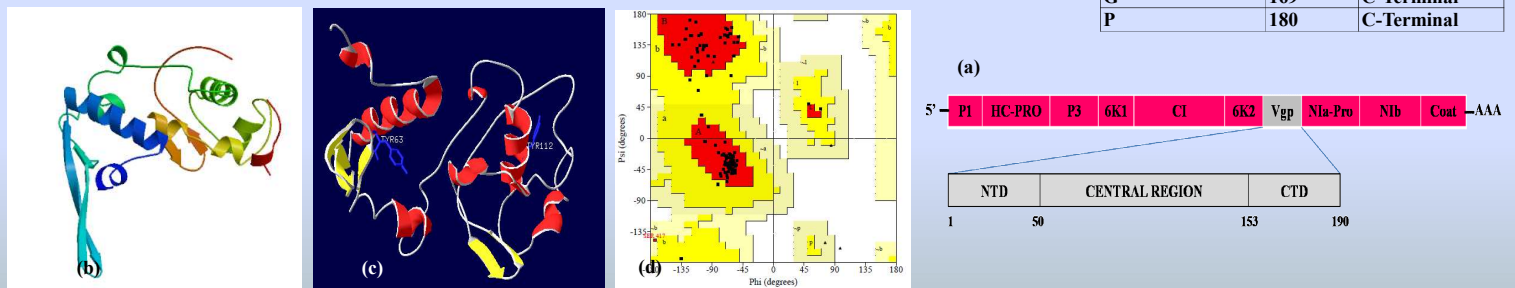 G 169 C-Terminal
P 180 C-Terminal
(a)
5' P1 HC-PRO P3 6K1 CI 6K2 Vgp NIa-Pro NIb Coat AAA
NTD CENTRAL REGION CTD
1 50 153 190
(b)
TYR63
TYR112
(c)
180
135
90
45
0
-45
-90
-135
Psi (degrees)
B
b
a
A
l
~l
~a
~b
~p
p
(d)
-180 -135 -90 -45 0 45 90 135 180
Phi (degrees)